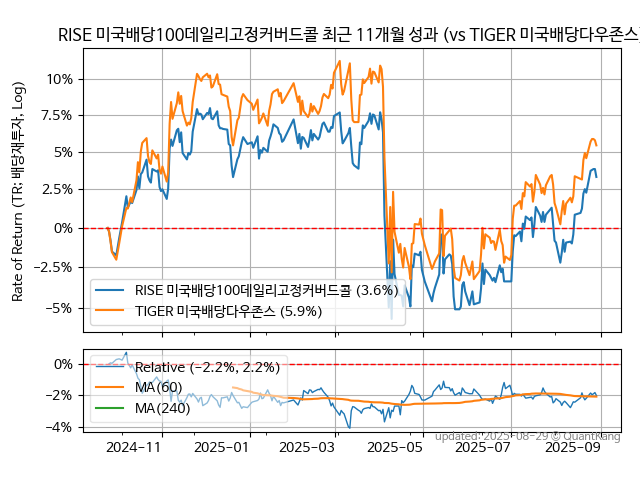 RISE 미국배당100데일리고정커버드콜 최근 11개월 성과 (vs TIGER 미국배당다우존스)
Rate of Return (TR: 배당재투자, Log)
10%
7.5%
5%
2.5%
0%
−2.5%
−5%
RISE 미국배당100데일리고정커버드콜 (3.6%)
TIGER 미국배당다우존스 (5.9%)
0%
−2%
−4%
Relative (−2.2%, 2.2%)
MA(60)
MA(240)
updated: 2025-08-29 © QuantKang
2024−11
2025−01
2025−03
2025−05
2025−07
2025−09